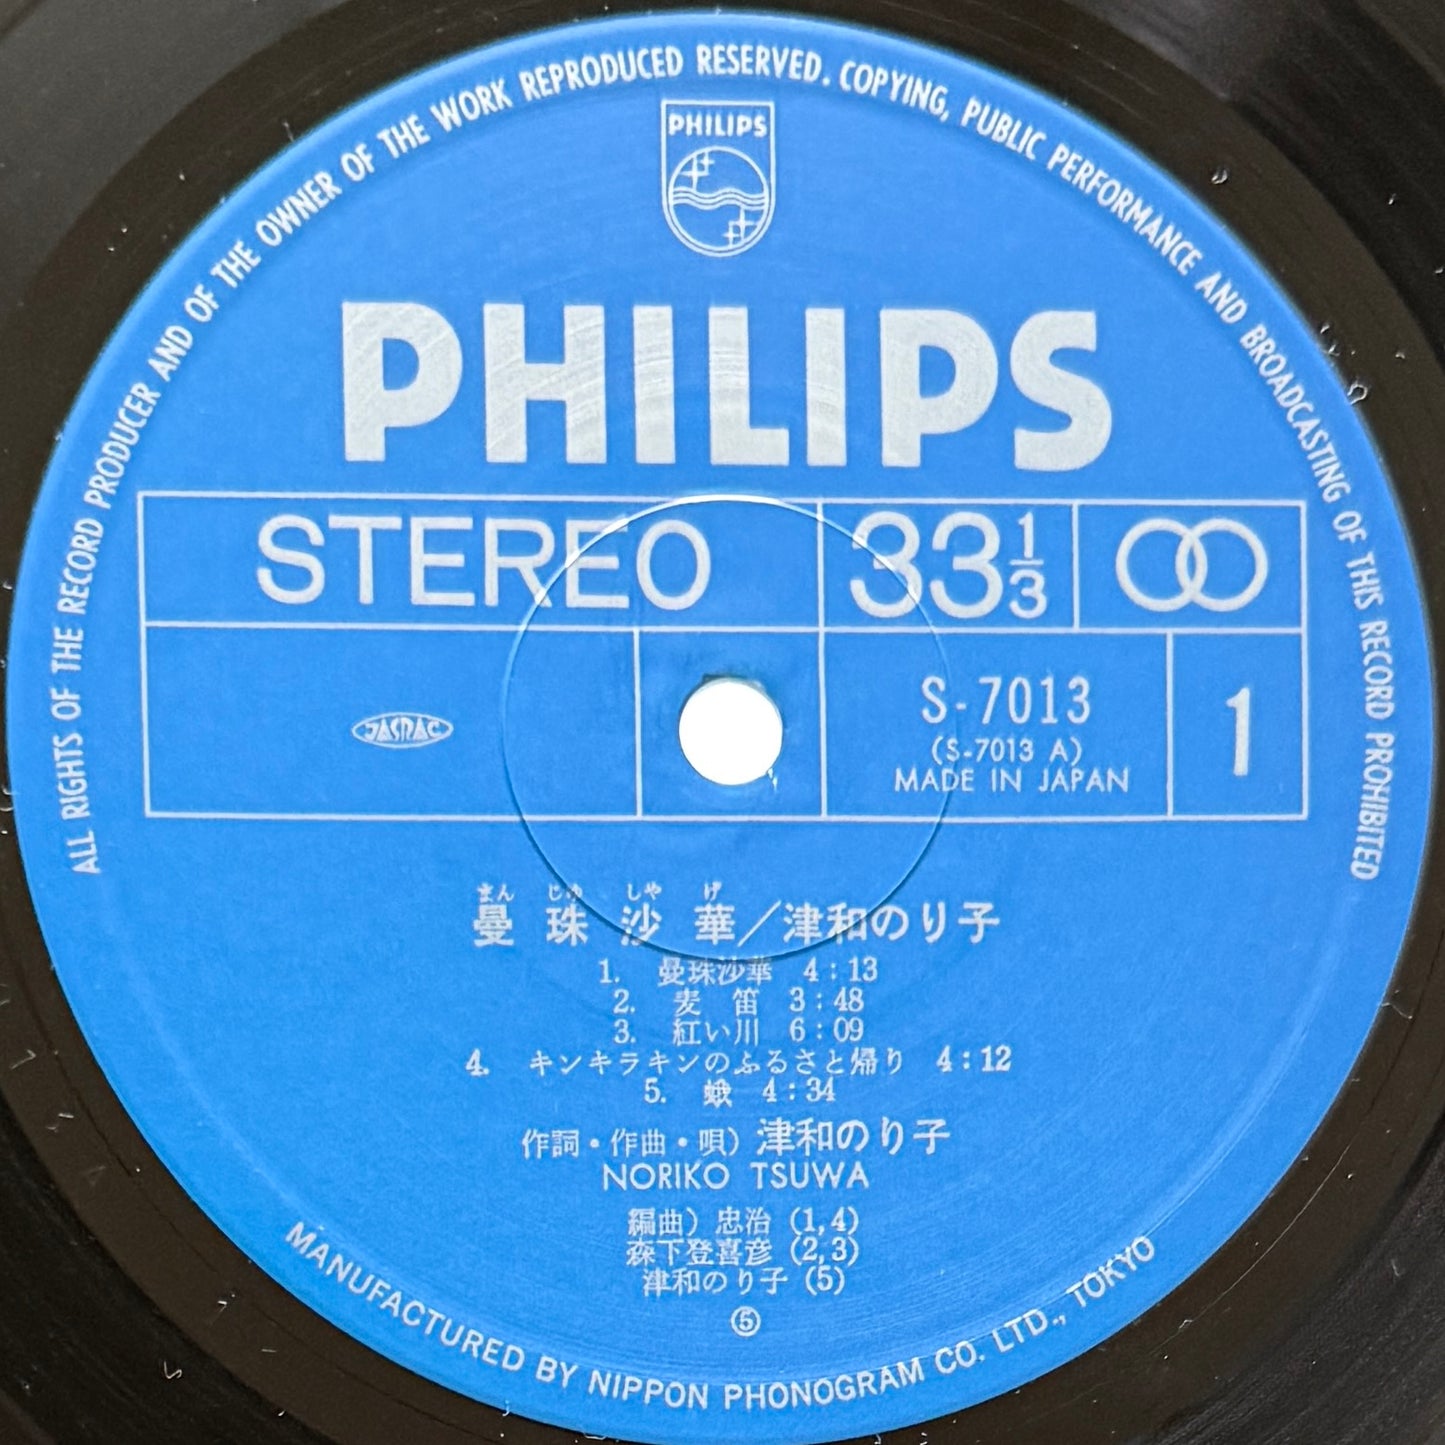 ALL RIGHTS OF THE RECORD PRODUCER AND OF THE OWNER OF THE WORK REPRODUCED RESERVED. COPYING, PUBLIC PERFORMANCE AND BROADCASTING OF THIS RECORD PROHIBITED
PHILIPS
PHILIPS
STEREO 33 1/3
JASRAC
S-7013
(S-7013 A)
MADE IN JAPAN
1
まん じゅ しゃ げ
曼珠沙華/津和のり子
1. 曼珠沙華 4:13
2. 麦笛 3:48
3. 紅い川 6:09
4. キンキラキンのふるさと帰り 4:12
5. 蛾 4:34
作詞・作曲・唄) 津和のり子
NORIKO TSUWA
編曲) 忠治 (1,4)
森下登喜彦 (2,3)
津和のり子 (5)
⑤
MANUFACTURED BY NIPPON PHONOGRAM CO. LTD., TOKYO